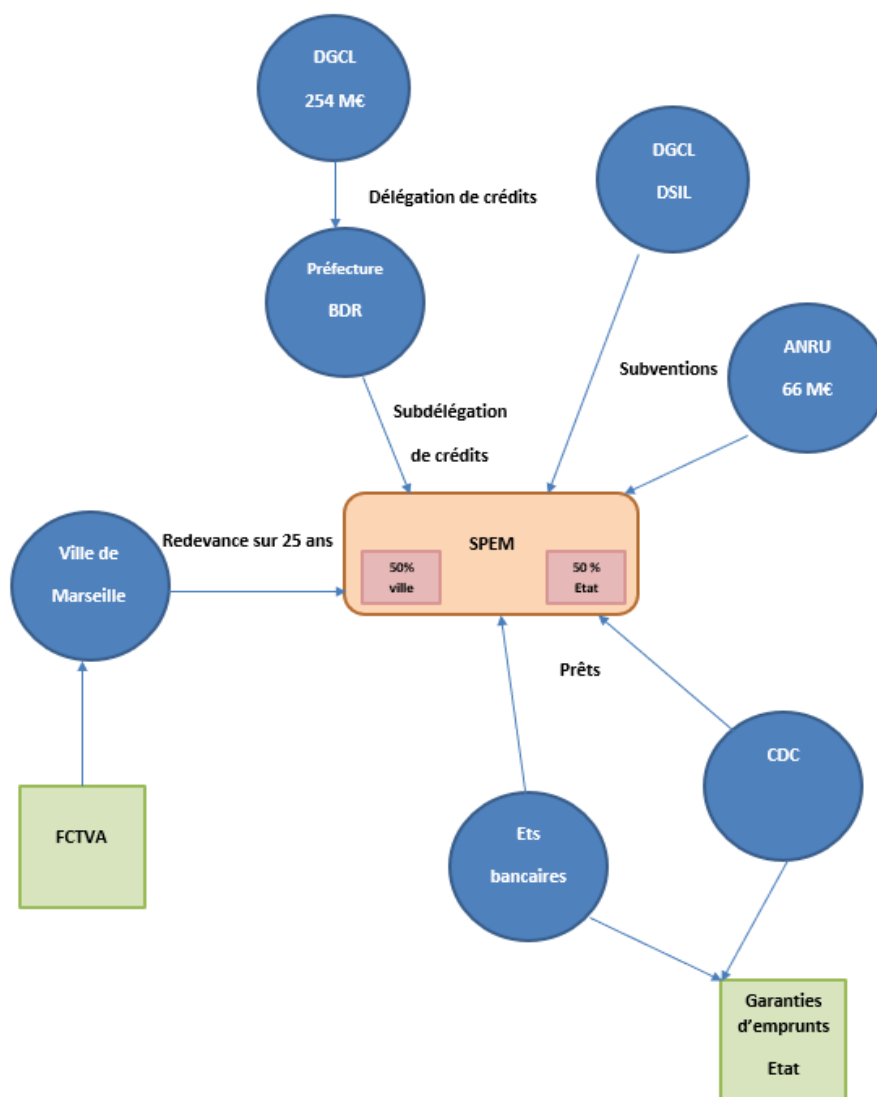 DGCL
254 M€
DGCL
DSIL
Délégation de crédits
Préfecture
BDR
ANRU
66 M€
Subventions
Subdélégation
de crédits
Redevance sur 25 ans
SPEM
50%
ville
50 %
Etat
Ville de
Marseille
Prêts
CDC
FCTVA
Ets
bancaires
Garanties
d'emprunts
Etat